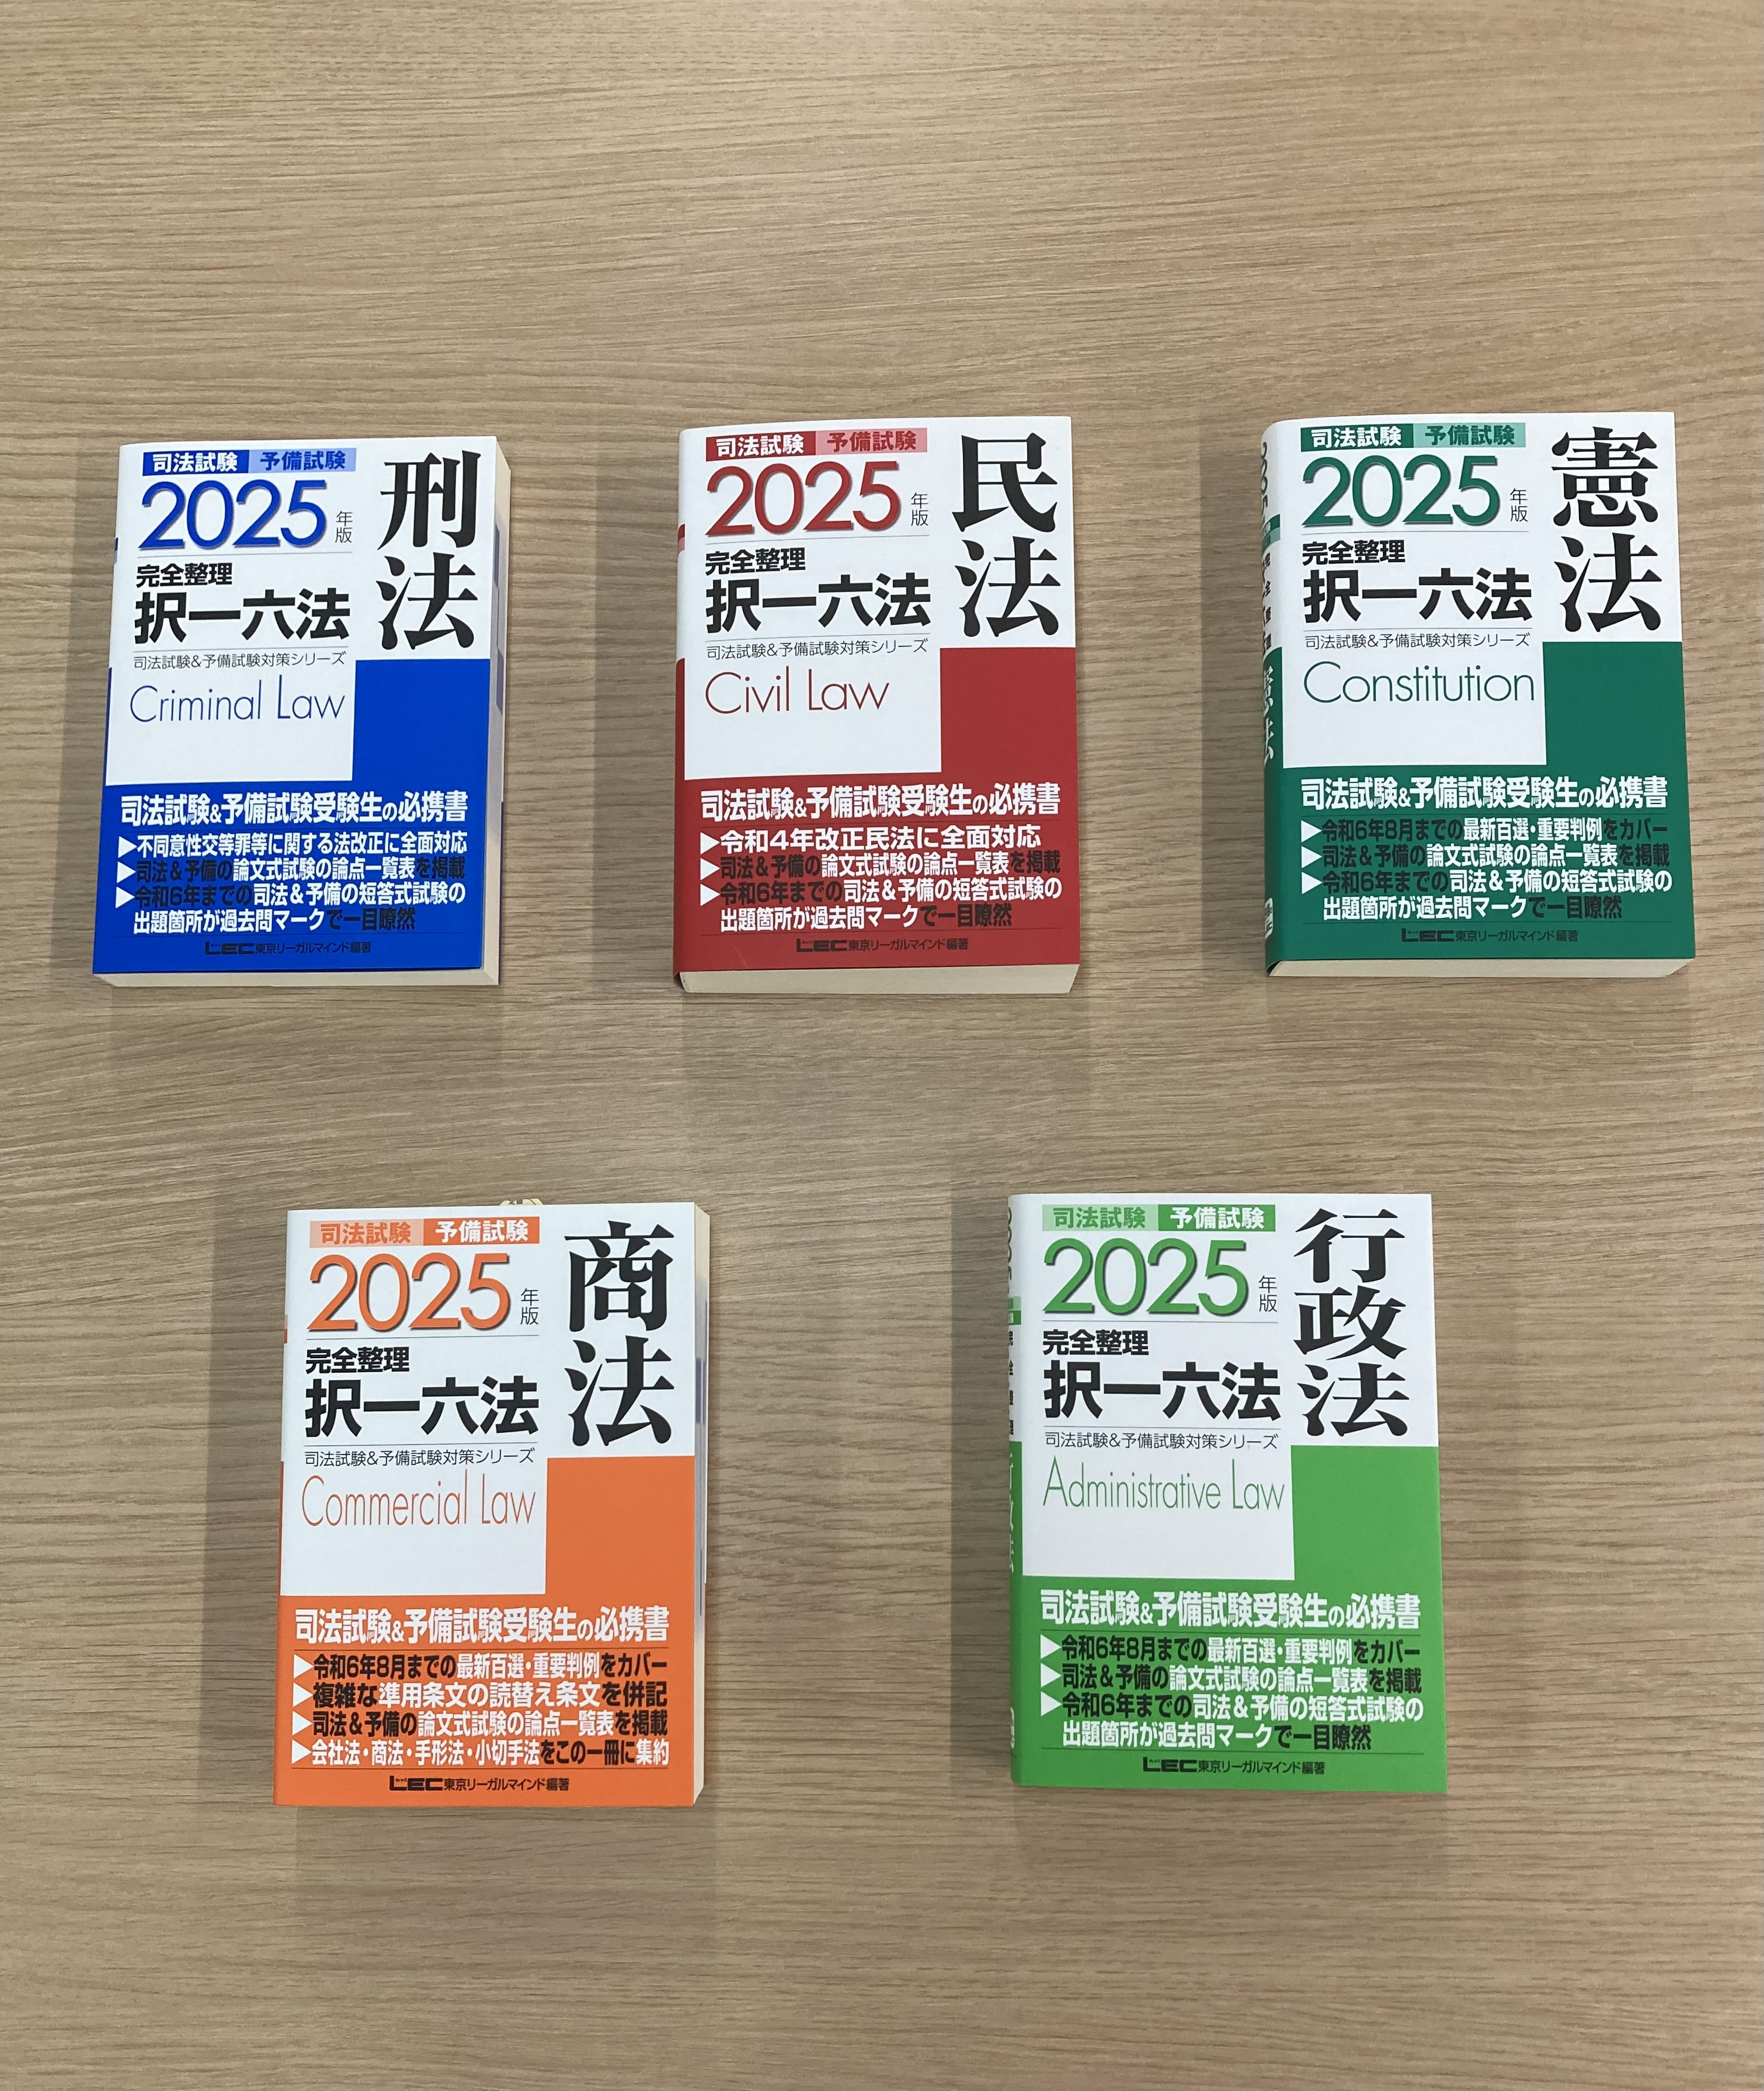 司法試験 予備試験
2025年版
刑法
完全整理
択一六法
司法試験&予備試験対策シリーズ
Criminal Law
司法試験&予備試験受験生の必携書
▶不同意性交等罪等に関する法改正に全面対応
▶司法&予備の論文式試験の論点一覧表を掲載
▶令和6年までの司法&予備の短答式試験の
出題箇所が過去問マークで一目瞭然
LEC東京リーガルマインド編著
司法試験 予備試験
2025年版
民法
完全整理
択一六法
司法試験&予備試験対策シリーズ
Civil Law
司法試験&予備試験受験生の必携書
▶令和4年改正民法に全面対応
▶司法&予備の論文式試験の論点一覧表を掲載
▶令和6年までの司法&予備の短答式試験の
出題箇所が過去問マークで一目瞭然
LEC東京リーガルマインド編著
司法試験 予備試験
2025年版
憲法
完全整理
択一六法
司法試験&予備試験対策シリーズ
Constitution
司法試験&予備試験受験生の必携書
▶令和6年8月までの最新百選・重要判例をカバー
▶司法&予備の論文式試験の論点一覧表を掲載
▶令和6年までの司法&予備の短答式試験の
出題箇所が過去問マークで一目瞭然
LEC東京リーガルマインド編著
司法試験 予備試験
2025年版
商法
完全整理
択一六法
司法試験&予備試験対策シリーズ
Commercial Law
司法試験&予備試験受験生の必携書
▶令和6年8月までの最新百選・重要判例をカバー
▶複雑な準用条文の読替え条文を併記
▶司法&予備の論文式試験の論点一覧表を掲載
▶会社法・商法・手形法・小切手法をこの一冊に集約
LEC東京リーガルマインド編著
司法試験 予備試験
2025年版
行政法
完全整理
択一六法
司法試験&予備試験対策シリーズ
Administrative Law
司法試験&予備試験受験生の必携書
▶令和6年8月までの最新百選・重要判例をカバー
▶司法&予備の論文式試験の論点一覧表を掲載
▶令和6年までの司法&予備の短答式試験の
出題箇所が過去問マークで一目瞭然
LEC東京リーガルマインド編著